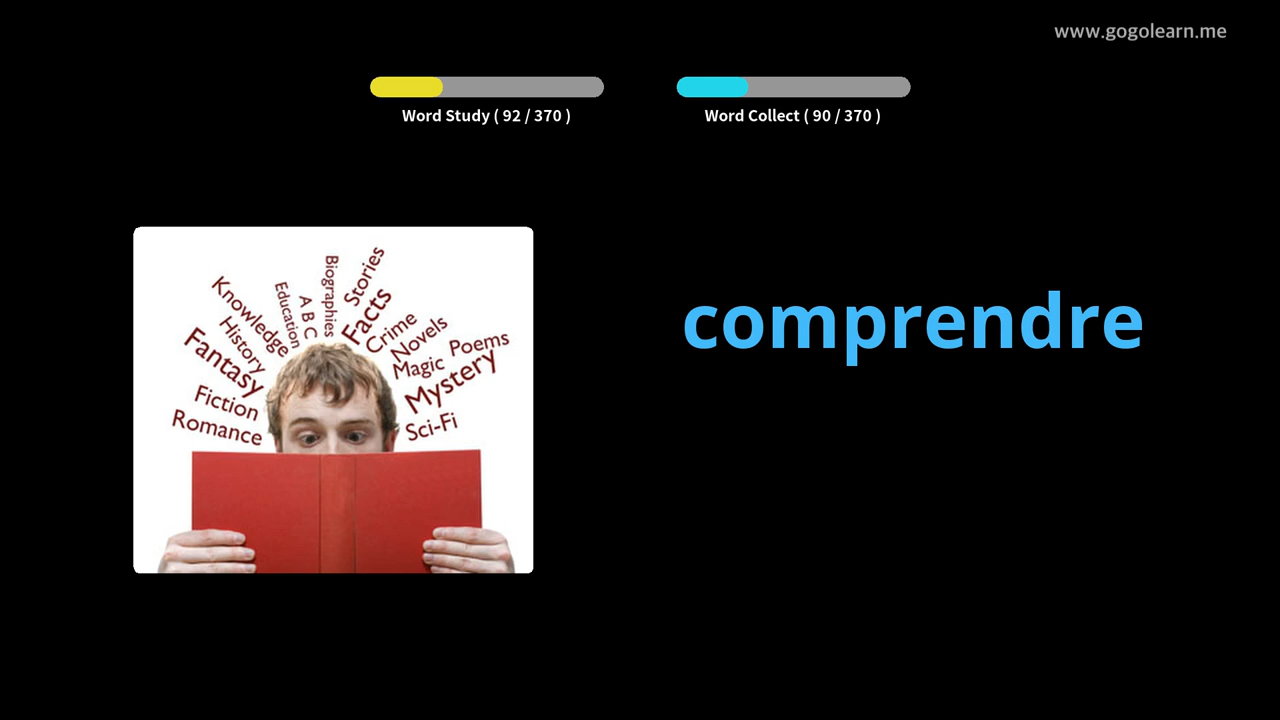 www.gogolearn.me
Word Study ( 92 / 370 )
Word Collect ( 90 / 370 )
comprendre
Knowledge
Education
A B C
Biographies
Stories
Facts
Crime
Novels
Poems
Magic
Mystery
Sci-Fi
History
Fantasy
Fiction
Romance